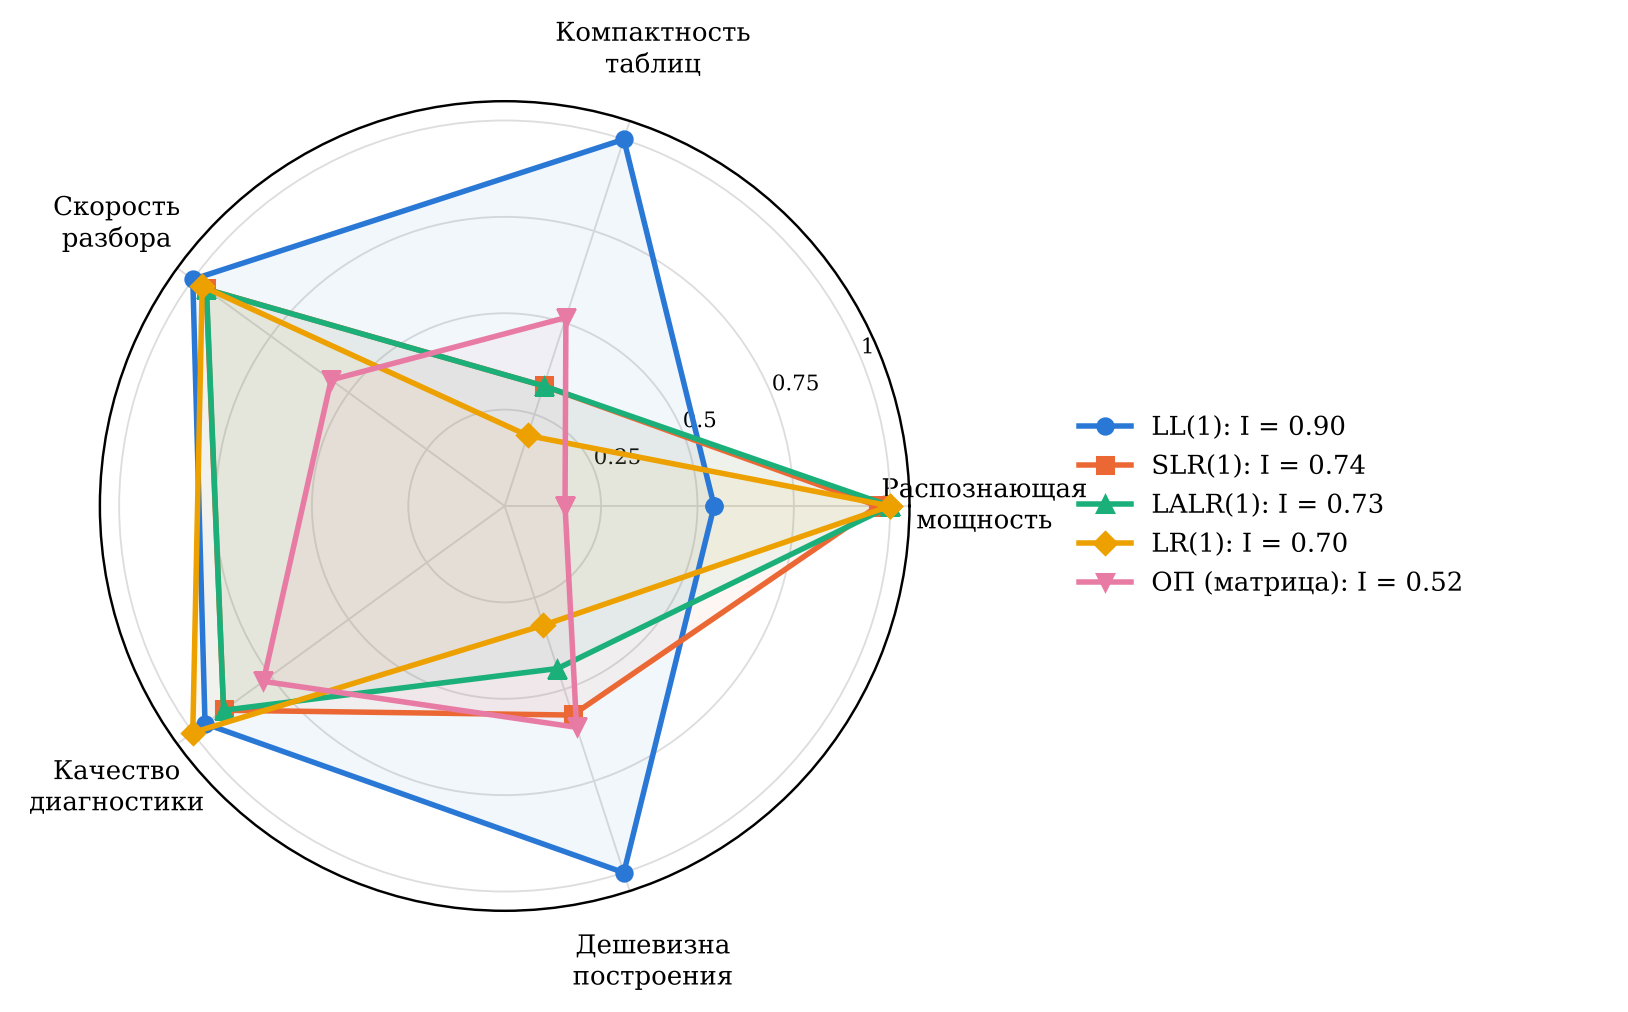 Компактность
таблиц
Скорость
разбора
1
0.75
0.5
0.25
Распознающая
мощность
LL(1): I = 0.90
SLR(1): I = 0.74
LALR(1): I = 0.73
LR(1): I = 0.70
ОП (матрица): I = 0.52
Качество
диагностики
Дешевизна
построения